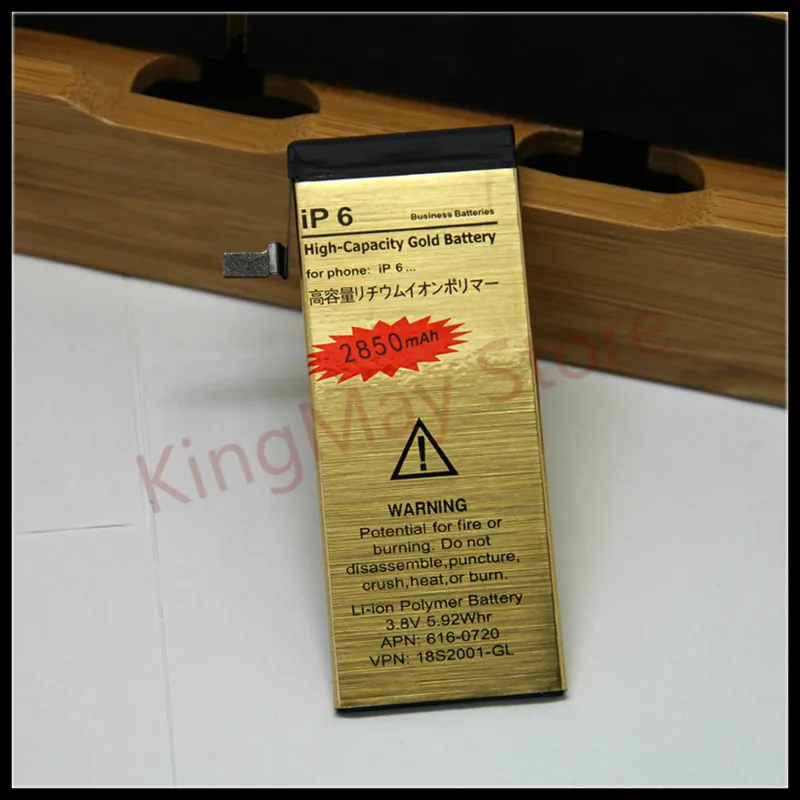 iP 6
Business Batteries
High-Capacity Gold Battery
for phone: iP 6...
高容量リチウムイオンポリマー
2850mAh
WARNING
Potential for fire or
burning. Do not
disassemble,puncture,
crush,heat,or burn.
Li-ion Polymer Battery
3.8V 5.92Whr
APN: 616-0720
VPN: 18S2001-GL
KingMay Store